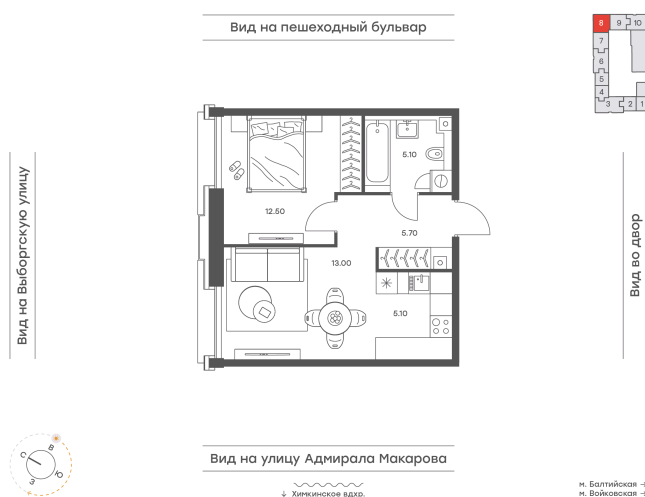 Вид на пешеходный бульвар
8 9 10
7
6
5
4
3 2 1
Вид на Выборгскую улицу
5.10
12.50
5.70
13.00
5.10
Вид во двор
Вид на улицу Адмирала Макарова
С В
З Ю
↓ Химкинское вдхр.
м. Балтийская
м. Войковская